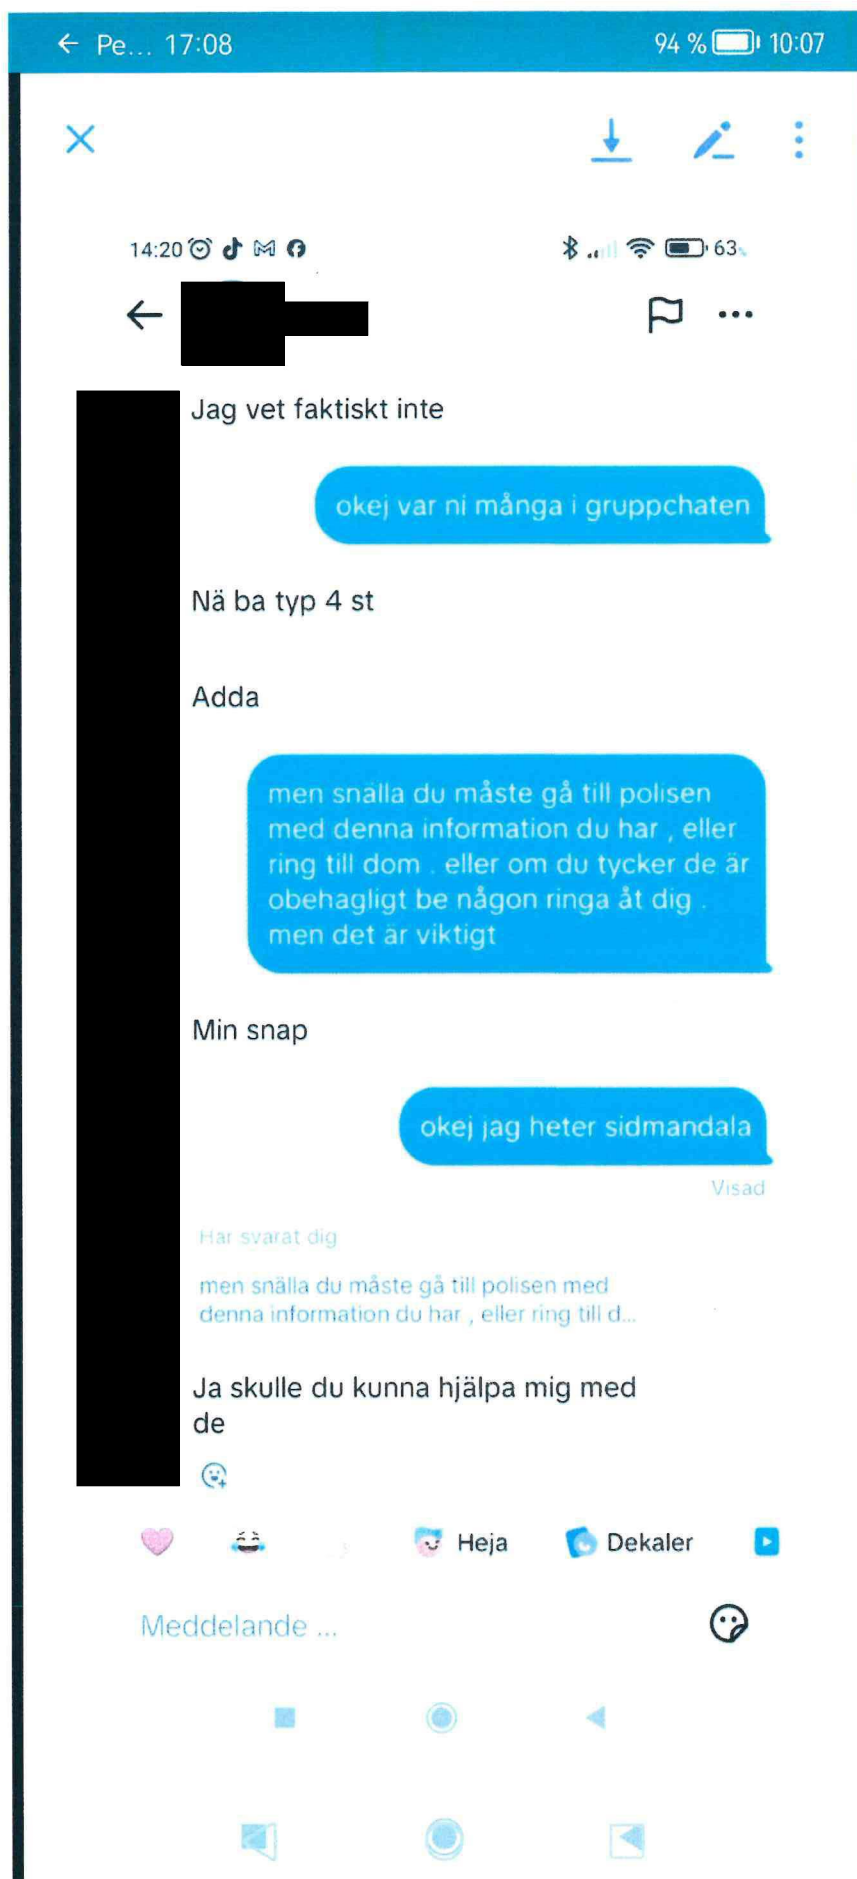 ← Pe... 17:08 94 % 10:07
14:20 63
Jag vet faktiskt inte
okej var ni många i gruppchaten
Nä ba typ 4 st
Adda
men snälla du måste gå till polisen
med denna information du har , eller
ring till dom . eller om du tycker de är
obehagligt be någon ringa åt dig .
men det är viktigt
Min snap
okej jag heter sidmandala
Visad
Har svarat dig
men snälla du måste gå till polisen med
denna information du har , eller ring till d...
Ja skulle du kunna hjälpa mig med
de
Heja Dekaler
Meddelande ...